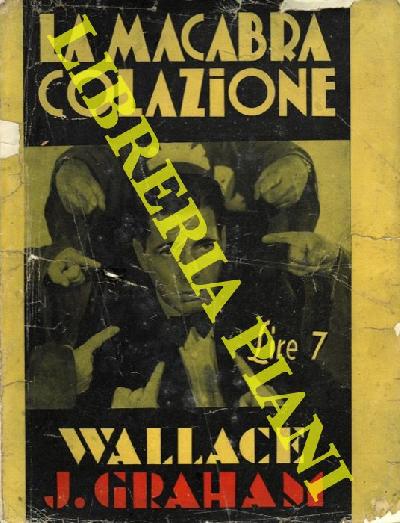 LA MACABRA
COLAZIONE
Lire 7
WALLACE
J. GRAHAM
LIBRERIA PIANI